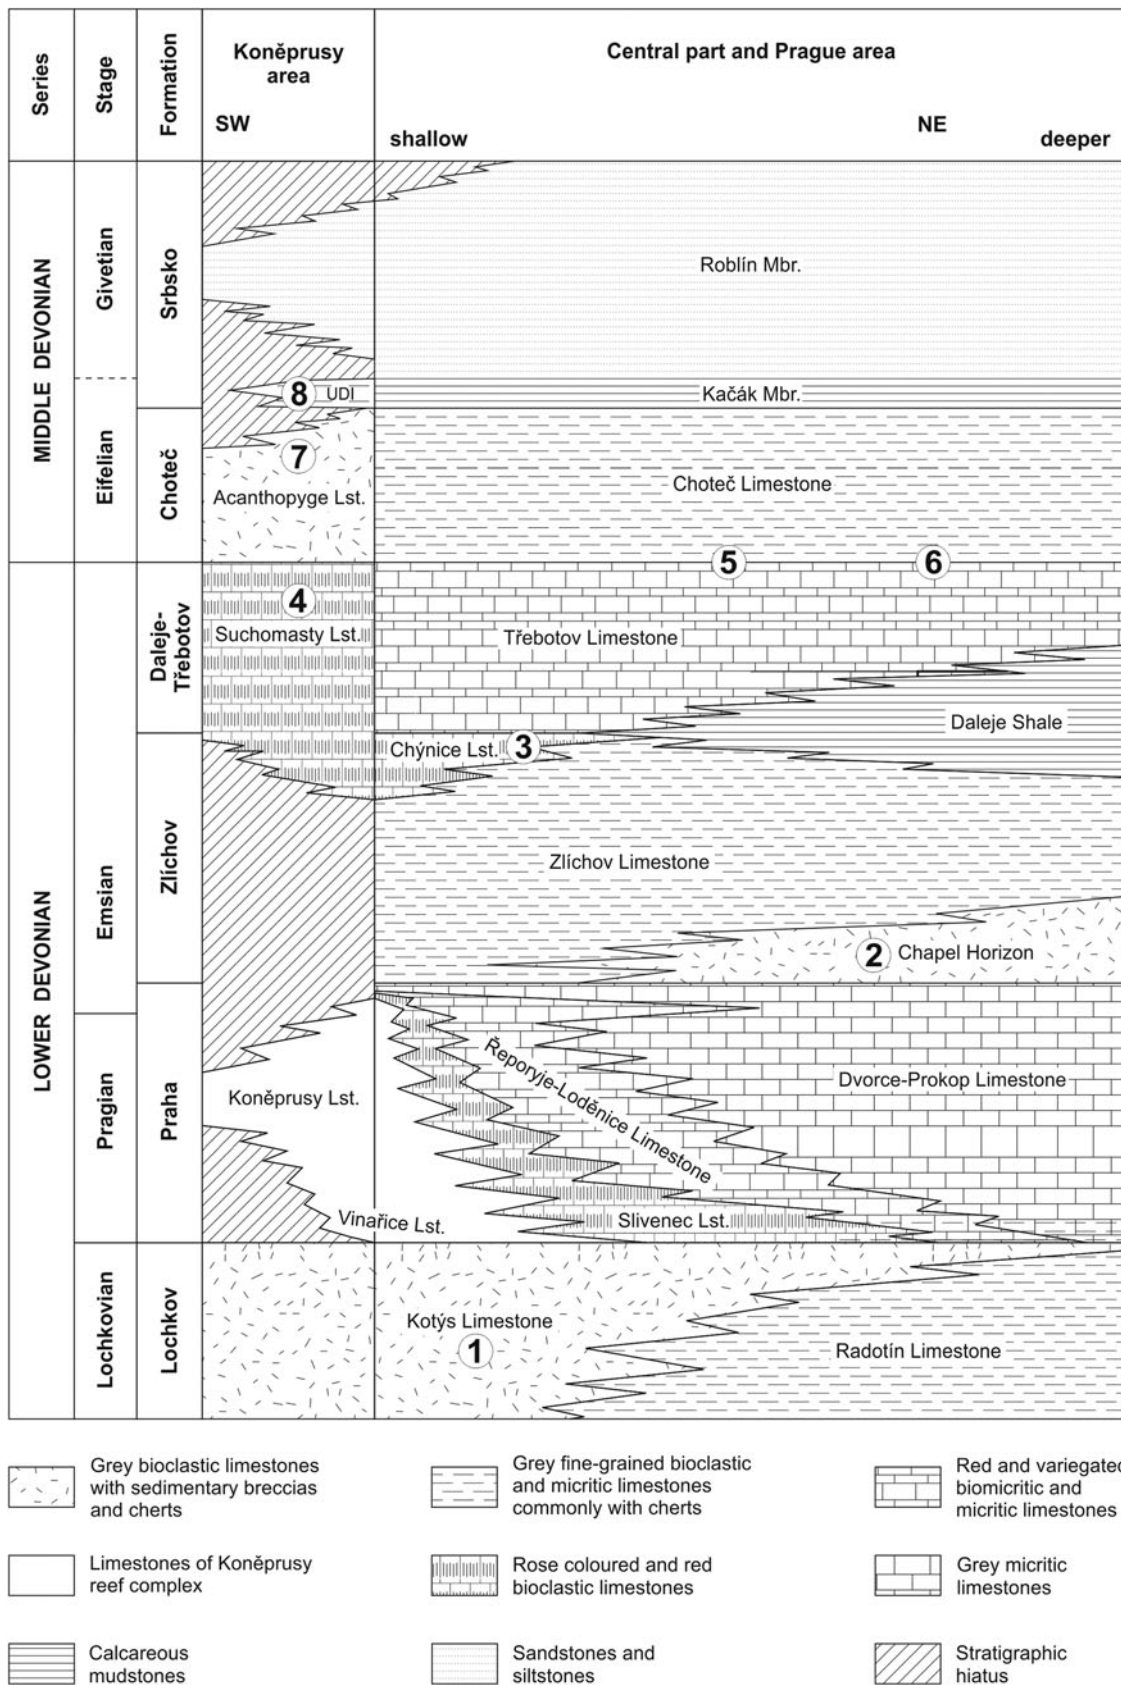 Series
Stage
Formation
Koněprusy
area
SW
Central part and Prague area
shallow
NE
deeper
MIDDLE DEVONIAN
LOWER DEVONIAN
Givetian
Eifelian
Emsian
Pragian
Lochkovian
Srbsko
Choteč
Daleje-
Třebotov
Zlíchov
Praha
Lochkov
Roblín Mbr.
8 UDI
Kačák Mbr.
7
Acanthopyge Lst.
Choteč Limestone
5
6
4
Suchomasty Lst.
Třebotov Limestone
Daleje Shale
Chýnice Lst. 3
Zlíchov Limestone
2 Chapel Horizon
Koněprusy Lst.
Řeporyje-Loděnice Limestone
Dvorce-Prokop Limestone
Vinařice Lst.
Slivenec Lst.
Kotýs Limestone
1
Radotín Limestone
Grey bioclastic limestones
with sedimentary breccias
and cherts
Grey fine-grained bioclastic
and micritic limestones
commonly with cherts
Red and variegated
biomicritic and
micritic limestones
Limestones of Koněprusy
reef complex
Rose coloured and red
bioclastic limestones
Grey micritic
limestones
Calcareous
mudstones
Sandstones and
siltstones
Stratigraphic
hiatus